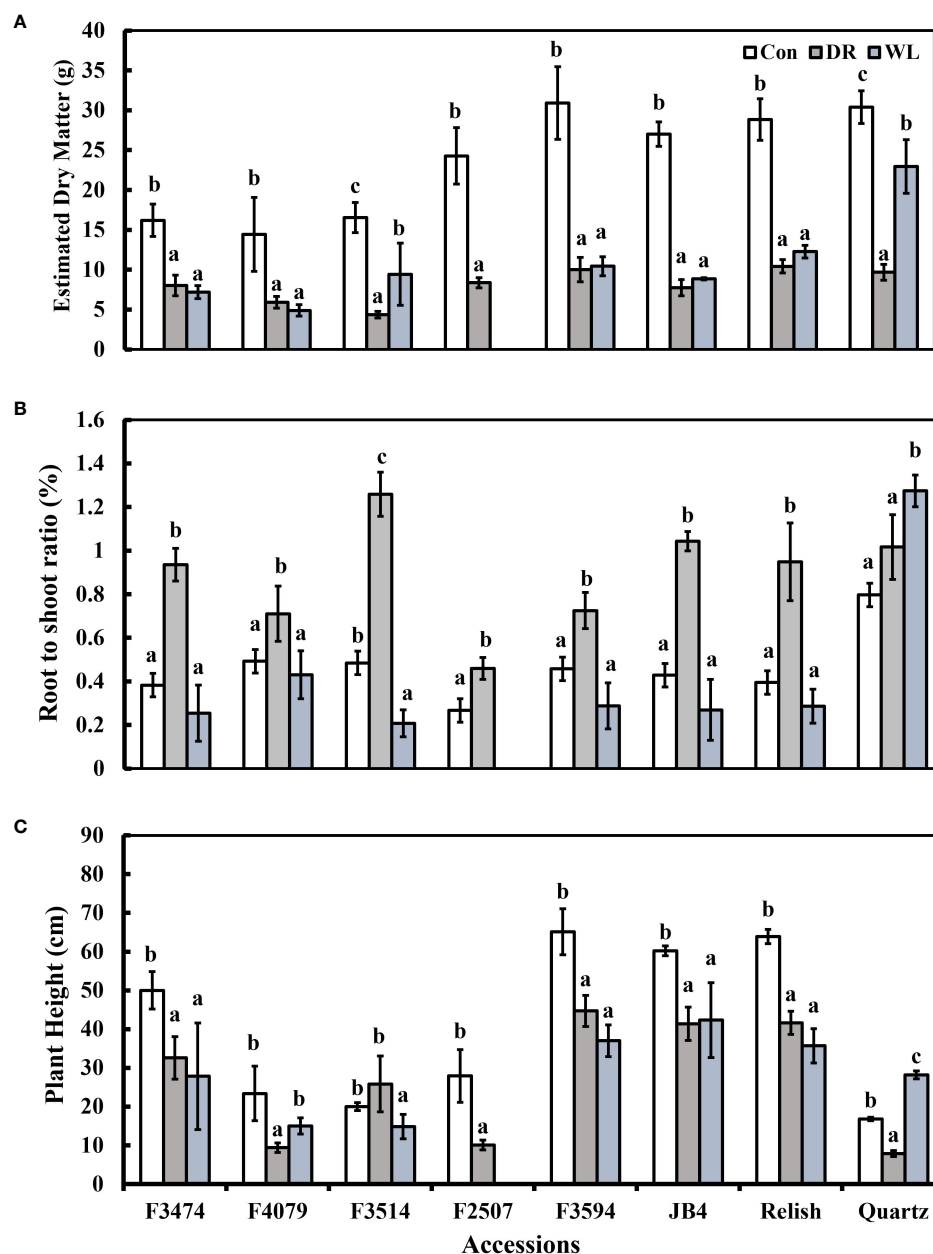 A
Estimated Dry Matter (g)
40
35
30
25
20
15
10
5
0
Con DR WL
b a a
b a a
c a b
b a
b a a
b a a
b a a
c a b
B
Root to shoot ratio (%)
1.6
1.4
1.2
1
0.8
0.6
0.4
0.2
0
a b a
a b a
b c a
a b
a b a
a b a
a b a
a a b
C
Plant Height (cm)
90
80
70
60
50
40
30
20
10
0
b a a
b a b
b a a
b a
b a a
b a a
b a a
b a c
F3474 F4079 F3514 F2507 F3594 JB4 Relish Quartz
Accessions